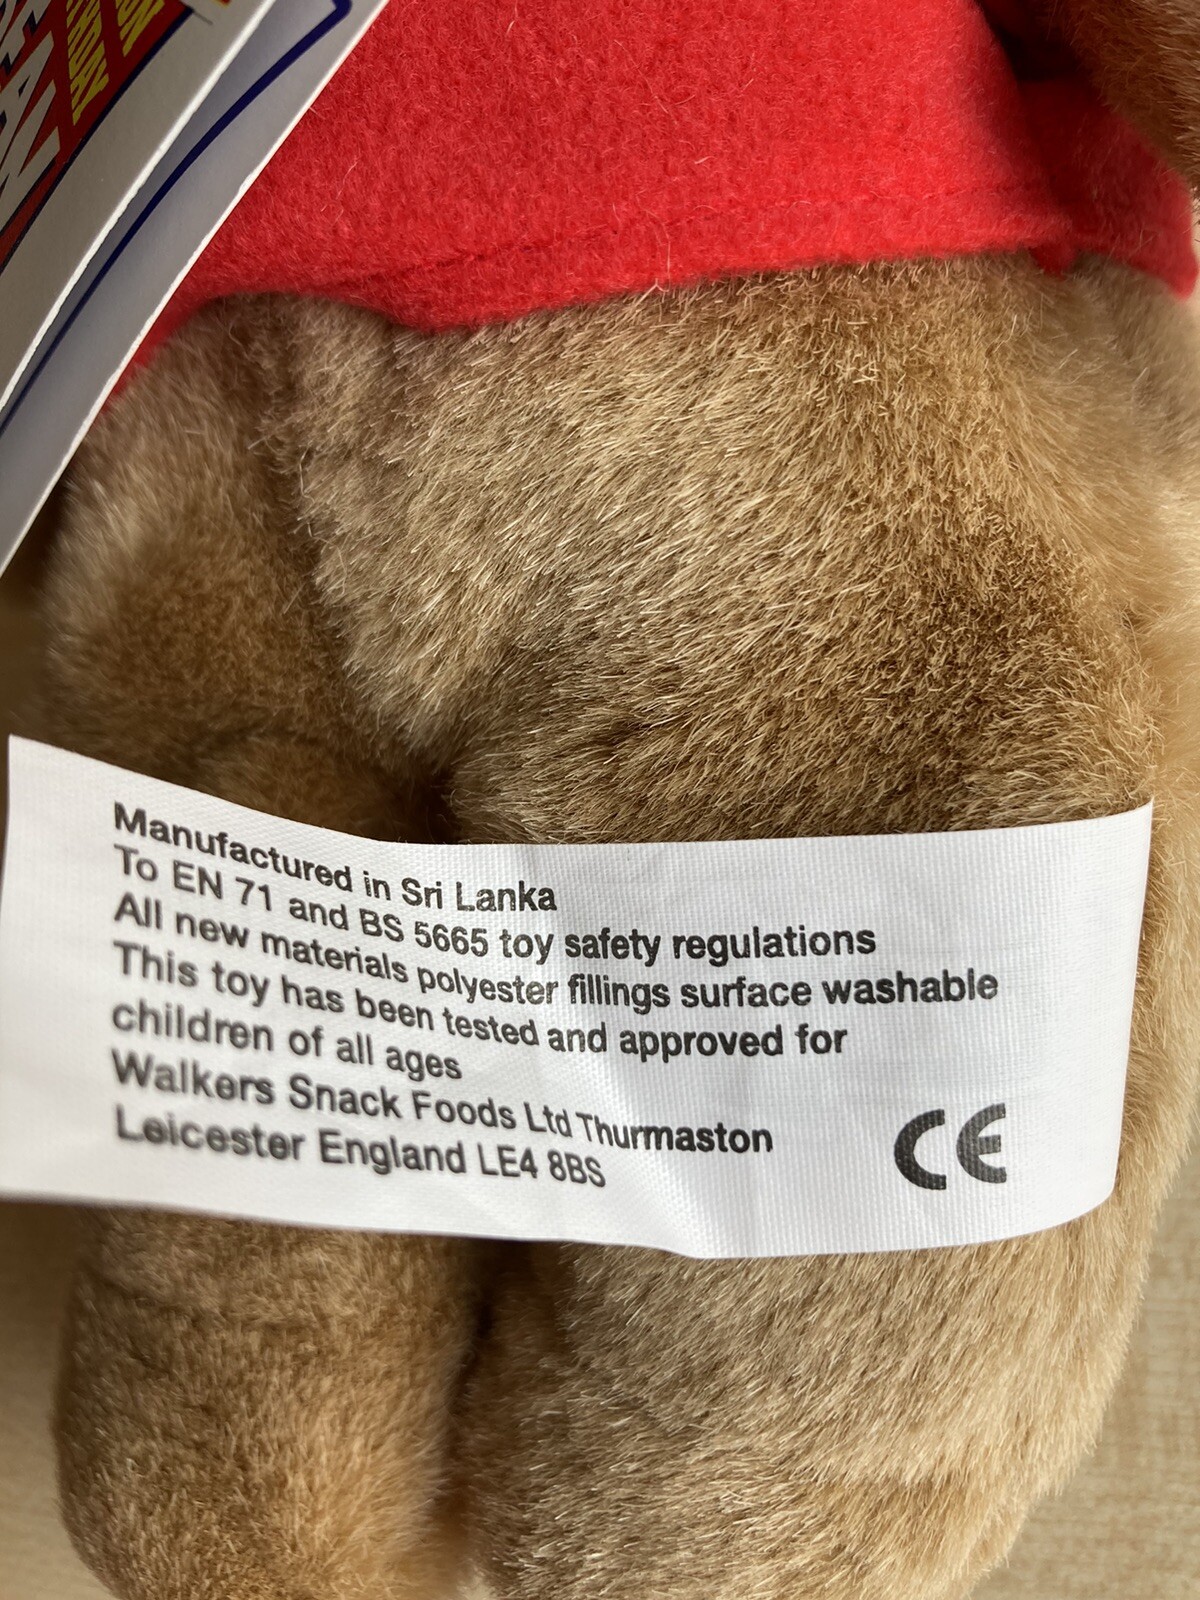 Manufactured in Sri Lanka
To EN 71 and BS 5665 toy safety regulations
All new materials polyester fillings surface washable
This toy has been tested and approved for
children of all ages
Walkers Snack Foods Ltd Thurmaston
Leicester England LE4 8BS
CE